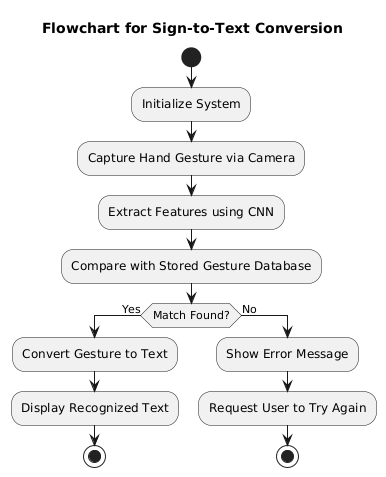 Flowchart for Sign-to-Text Conversion
Initialize System
Capture Hand Gesture via Camera
Extract Features using CNN
Compare with Stored Gesture Database
Match Found?
Yes
No
Convert Gesture to Text
Show Error Message
Display Recognized Text
Request User to Try Again